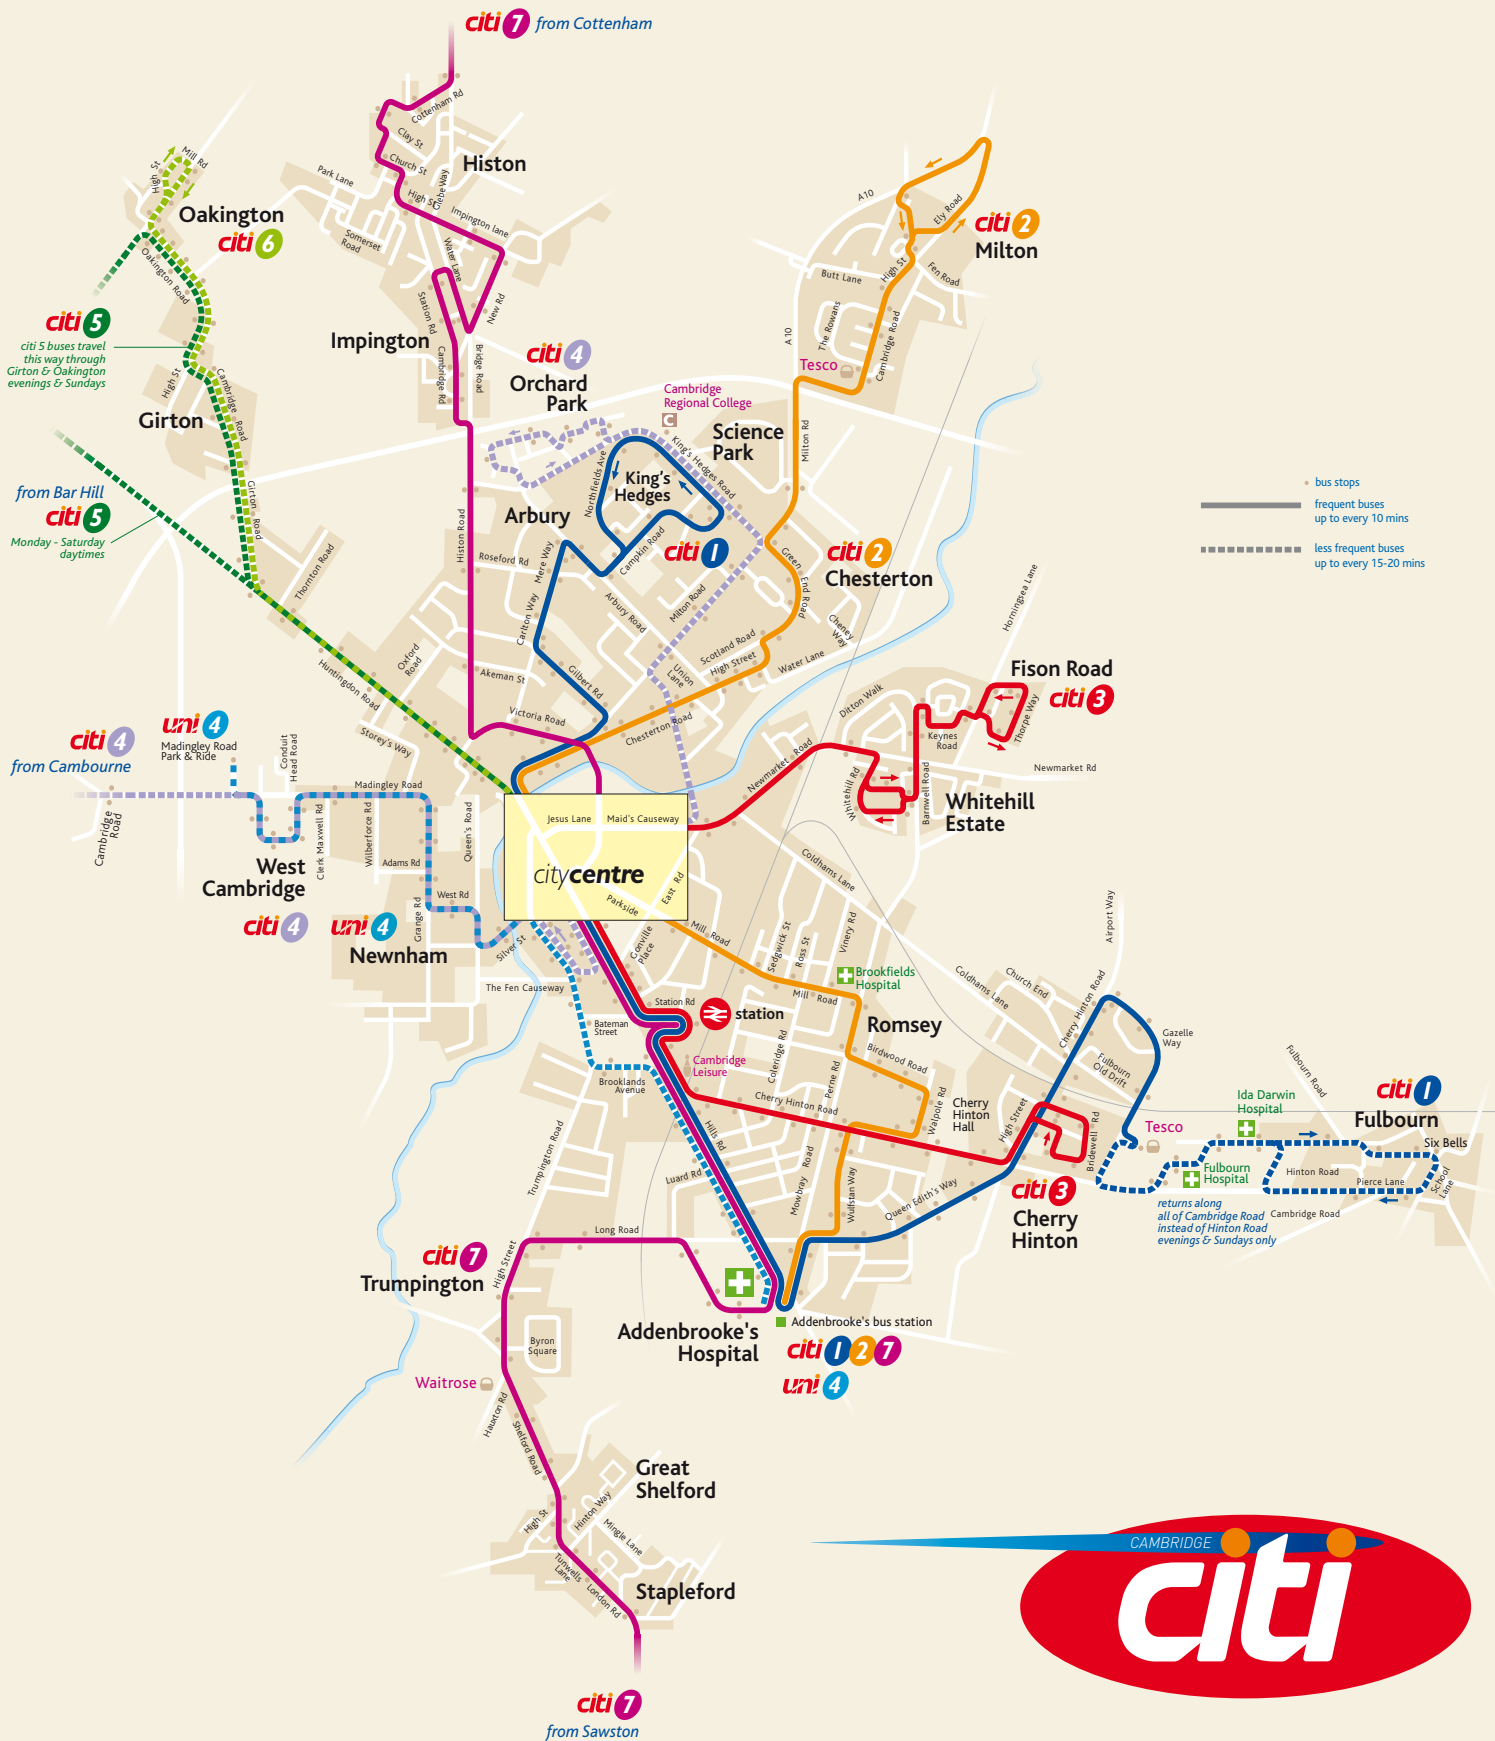 citi 7 from Cottenham
Cottenham Rd
Clay St
Histon
Church St
Glebe Way
Park Lane
High St
Impington lane
Somerset
Road
Water Lane
Mill Rd
High St
Oakington
citi 6
Oakington Road
A10
Ely Road
citi 2
Milton
High St
Fen Road
Butt Lane
The Rowans
A10
Cambridge Road
Tesco
Station Rd
New Rd
Impington
Cambridge Rd
Bridge Road
citi 5
citi 5 buses travel
this way through
Girton & Oakington
evenings & Sundays
High St
Cambridge Road
Girton
citi 4
Orchard
Park
Cambridge
Regional College
C
Science
Park
Milton Rd
King's Hedges Road
Northfields Ave
King's
Hedges
Arbury
from Bar Hill
citi 5
Monday - Saturday
daytimes
Girton Road
Thornton Road
Histon Road
Roseford Rd
Mere Way
Campkin Road
citi 1
Green End Road
citi 2
Chesterton
Milton Road
Arbury Road
Carlton Way
Cheney
Way
Scotland Road
High Street
Water Lane
Union
Lane
Oxford
Road
Akeman St
Gilbert Rd
Huntingdon Road
Victoria Road
Chesterton Road
Storey's Way
bus stops
frequent buses
up to every 10 mins
less frequent buses
up to every 15-20 mins
Horningsea Lane
Fison Road
citi 3
Ditton Walk
Thorpe Way
Keynes
Road
Newmarket Road
Newmarket Rd
Whitehill Rd
Barnwell Road
Whitehill
Estate
citi 4
from Cambourne
uni 4
Madingley Road
Park & Ride
Conduit
Head Road
Madingley Road
Cambridge
Road
Clerk Maxwell Rd
Wilberforce Rd
Adams Rd
Queen's Road
West
Cambridge
citi 4
West Rd
Grange Rd
uni 4
Newnham
Silver St
Jesus Lane
Maid's Causeway
citycentre
Parkside
East Rd
Coldhams Lane
Mill Road
Gonville
Place
Sedgwick St
Ross St
Vinery Rd
Brookfields
Hospital
The Fen Causeway
Station Rd
station
Mill Road
Romsey
Bateman
Street
Cambridge
Leisure
Coleridge Rd
Birdwood Road
Perne Rd
Brooklands
Avenue
Cherry Hinton Road
Walpole Rd
Cherry
Hinton
Hall
Airport Way
Coldhams Lane
Church End
Cherry Hinton Road
Gazelle
Way
Fulbourn
Old Drift
High Street
Bridewell Rd
Tesco
Fulbourn Road
Ida Darwin
Hospital
citi 1
Fulbourn
Six Bells
Fulbourn
Hospital
Hinton Road
Pierce Lane
School
Lane
Cambridge Road
returns along
all of Cambridge Road
instead of Hinton Road
evenings & Sundays only
citi 3
Cherry
Hinton
Hills Rd
Trumpington Road
Luard Rd
Mowbray Road
Wulfstan Way
Queen Edith's Way
Long Road
citi 7
Trumpington
High Street
Addenbrooke's
Hospital
Addenbrooke's bus station
citi 1 2 7
uni 4
Byron
Square
Waitrose
Hauxton Rd
Shelford Road
Great
Shelford
High St
Hinton Way
Mingle Lane
Tunwells
Lane
London Rd
Stapleford
citi 7
from Sawston
CAMBRIDGE
citi